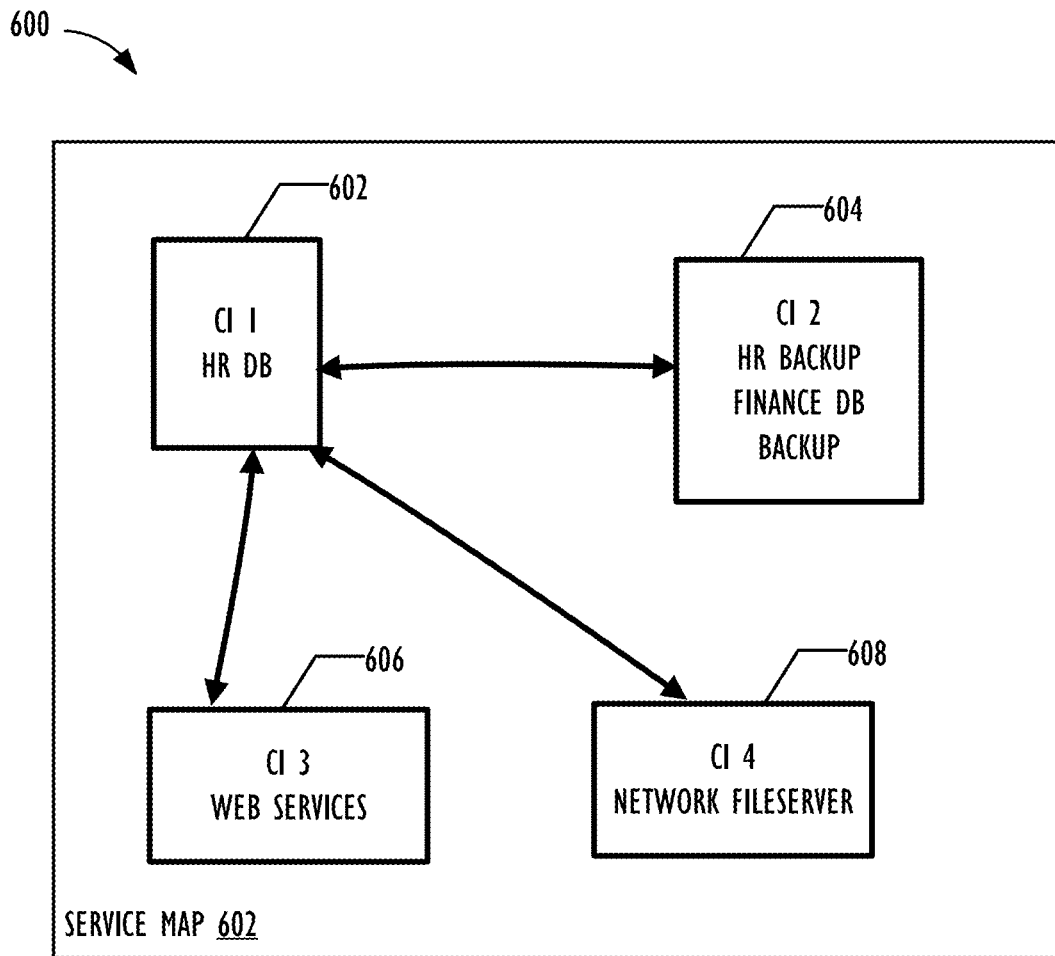 600
602
604
CI 1
HR DB
CI 2
HR BACKUP
FINANCE DB
BACKUP
606
608
CI 3
WEB SERVICES
CI 4
NETWORK FILESERVER
SERVICE MAP 602